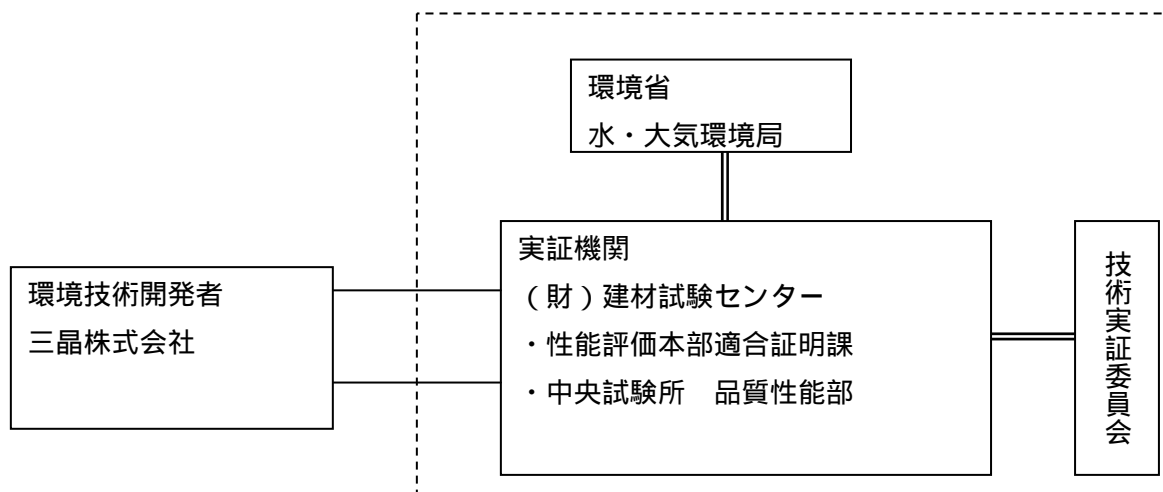 環境省
水・大気環境局
環境技術開発者
三晶株式会社
実証機関
（財）建材試験センター
・性能評価本部適合証明課
・中央試験所　品質性能部
技術実証委員会